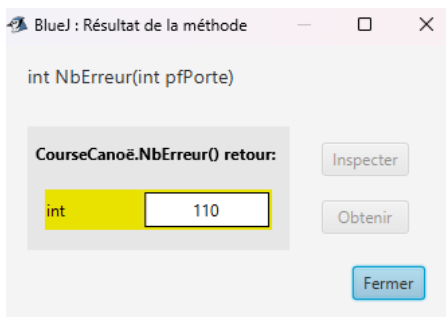 BlueJ : Résultat de la méthode
int NbErreur(int pfPorte)
CourseCanoë.NbErreur() retour:
Inspecter
int 110
Obtenir
Fermer